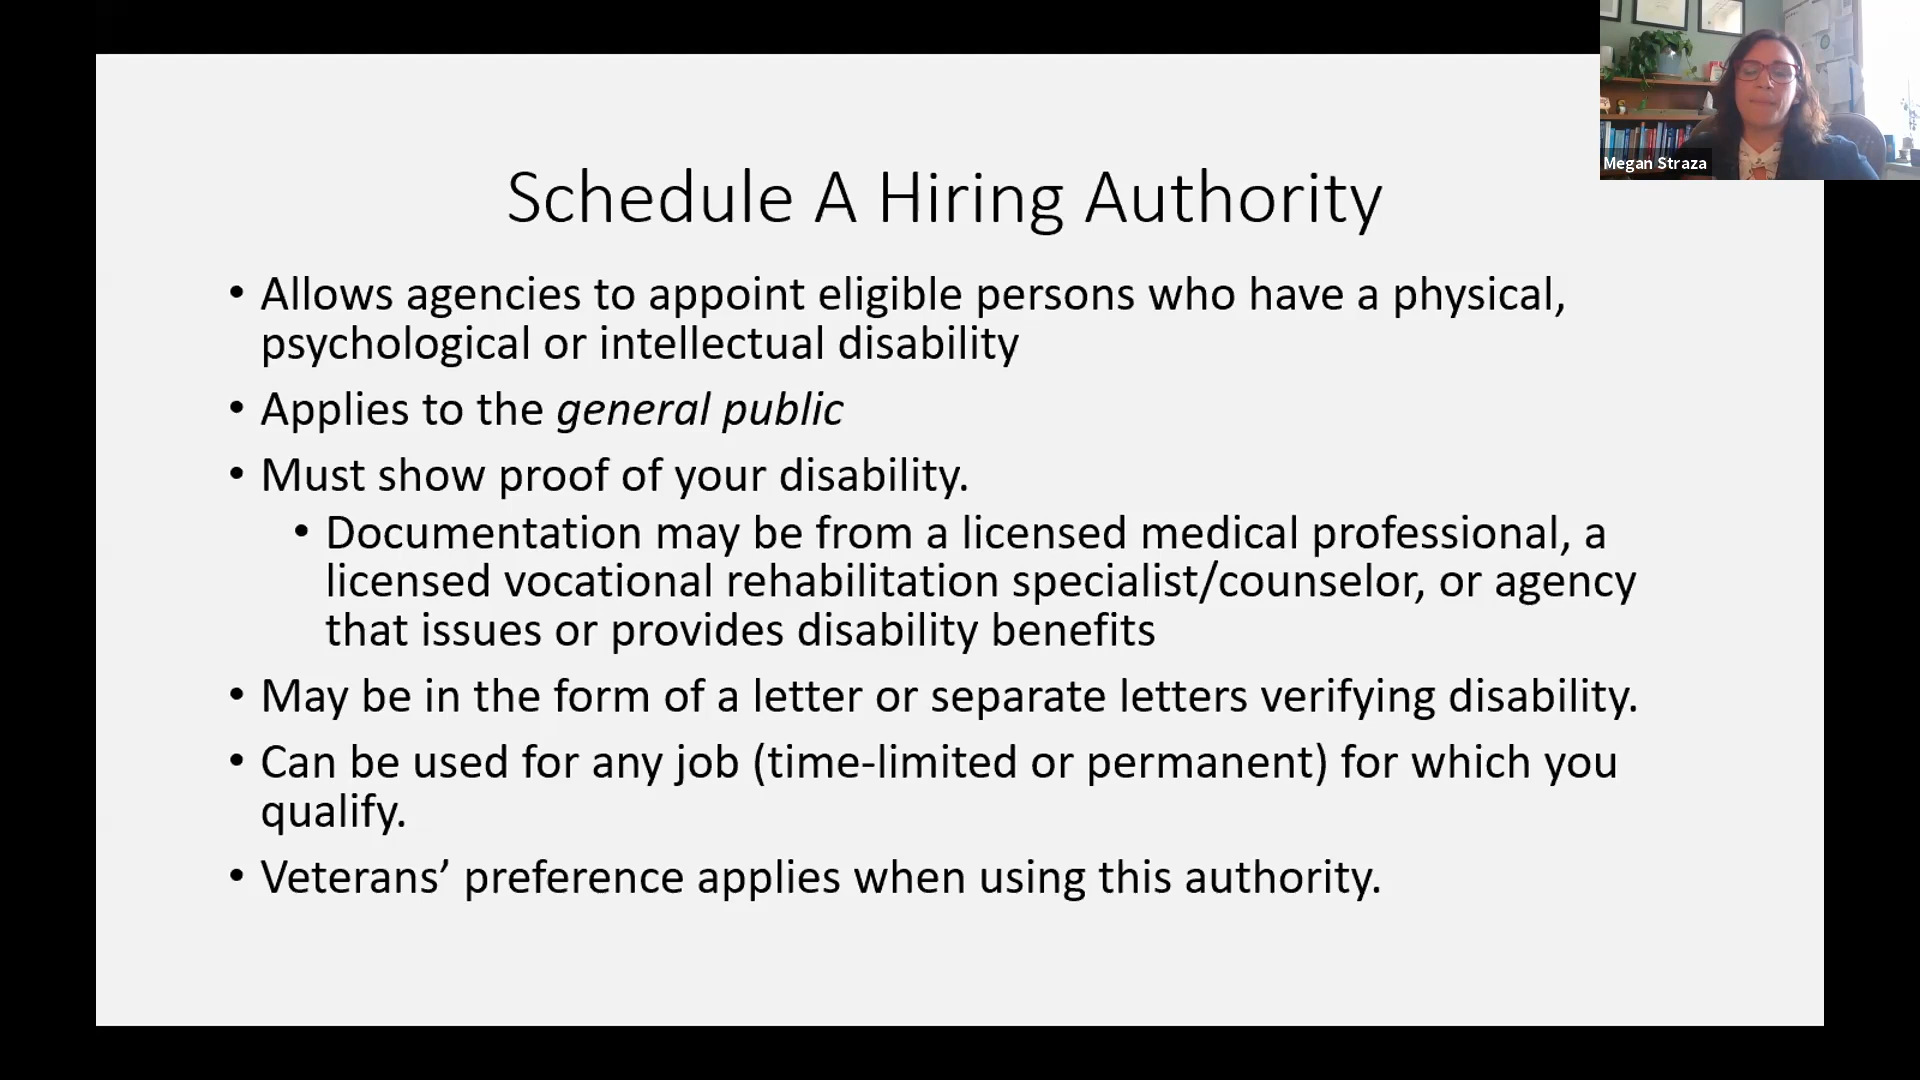 Megan Straza
Schedule A Hiring Authority
• Allows agencies to appoint eligible persons who have a physical,
psychological or intellectual disability
• Applies to the general public
• Must show proof of your disability.
• Documentation may be from a licensed medical professional, a
licensed vocational rehabilitation specialist/counselor, or agency
that issues or provides disability benefits
• May be in the form of a letter or separate letters verifying disability.
• Can be used for any job (time-limited or permanent) for which you
qualify.
• Veterans’ preference applies when using this authority.